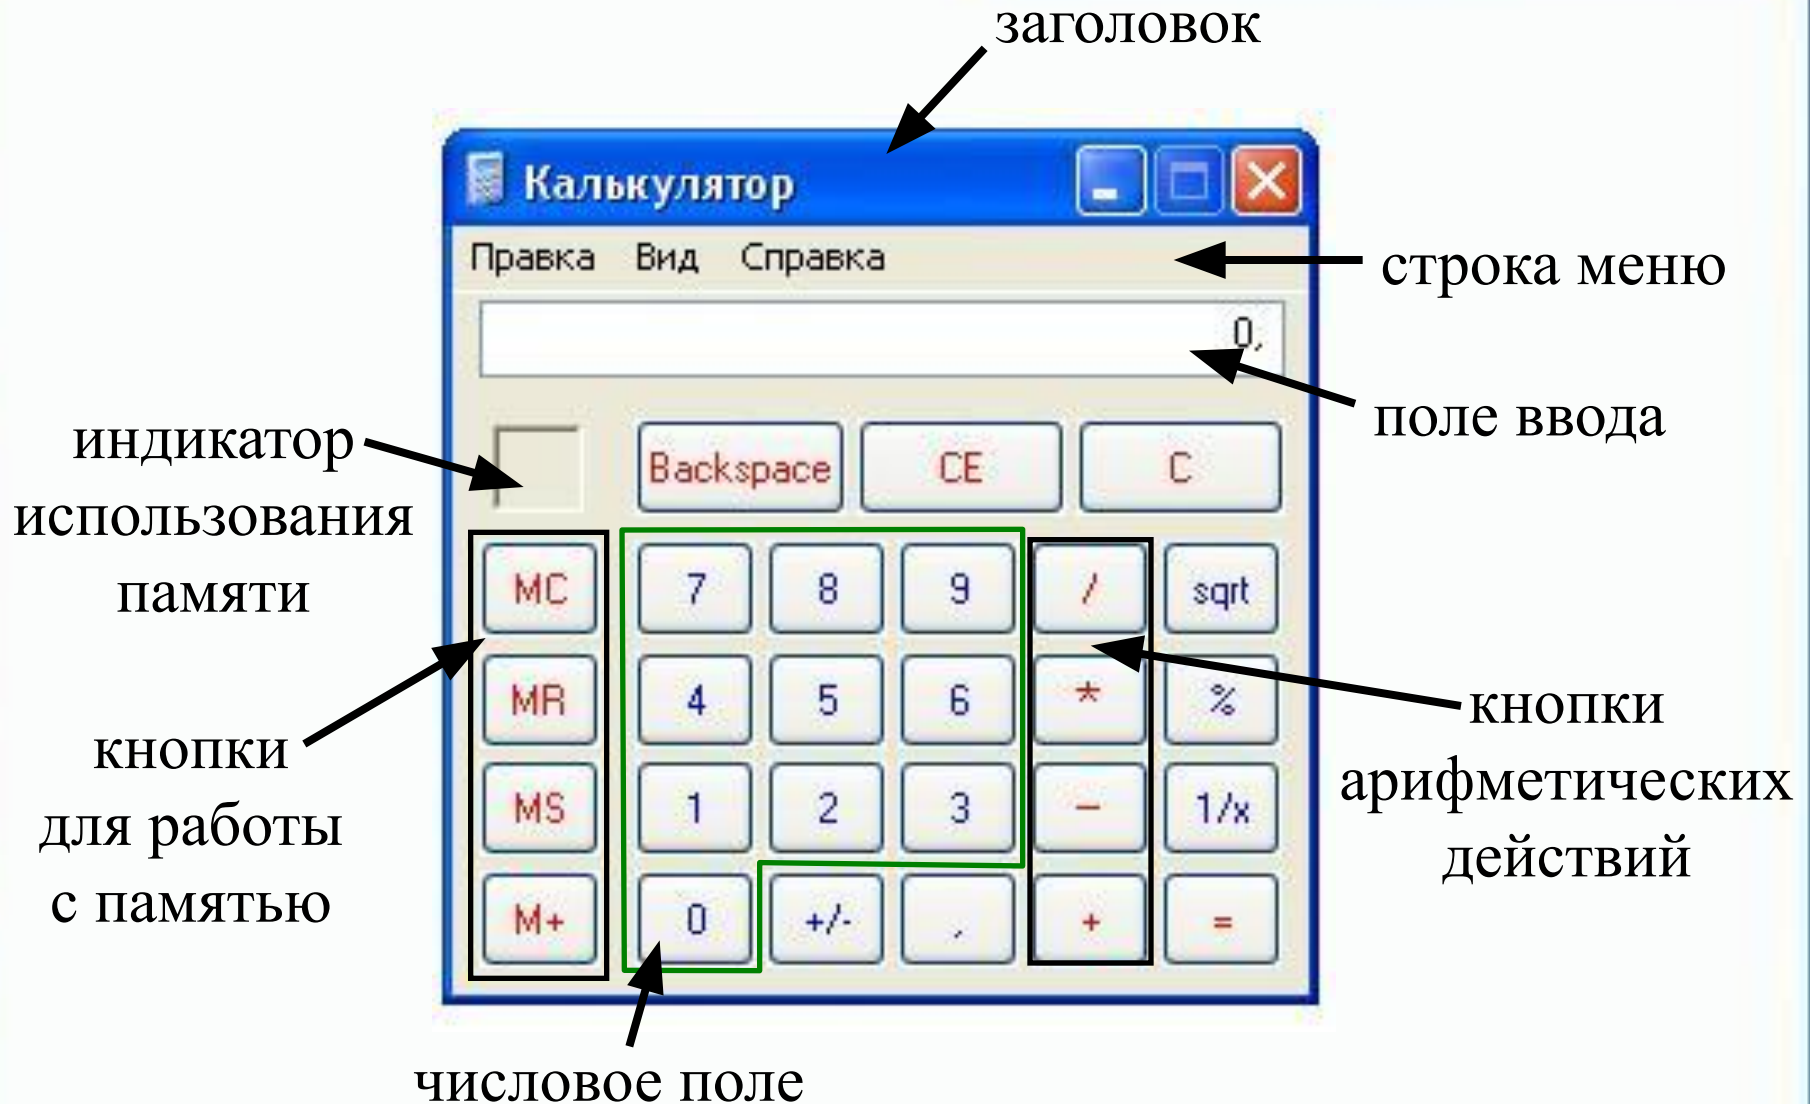 заголовок
Калькулятор
Правка Вид Справка
строка меню
0,
поле ввода
индикатор
использования
памяти
Backspace CE C
MC 7 8 9 / sqrt
MR 4 5 6 * %
MS 1 2 3 − 1/x
M+ 0 +/- , + =
кнопки
для работы
с памятью
кнопки
арифметических
действий
числовое поле